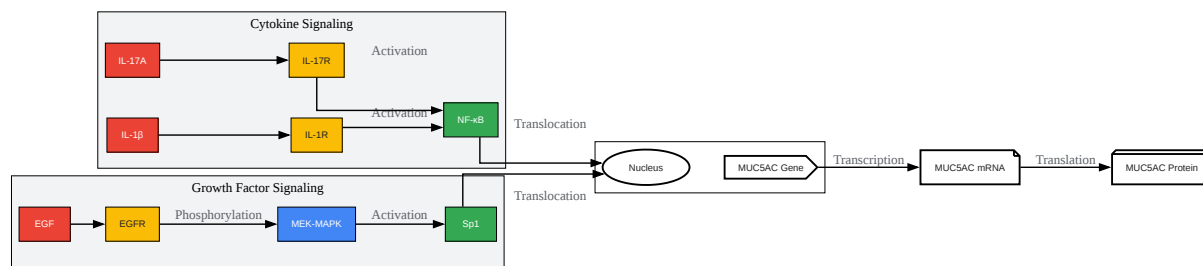 Cytokine Signaling
IL-17A
IL-17R
Activation
IL-1β
IL-1R
Activation
NF-κB
Translocation
Nucleus
MUC5AC Gene
Transcription
MUC5AC mRNA
Translation
MUC5AC Protein
Growth Factor Signaling
Translocation
EGF
EGFR
Phosphorylation
MEK-MAPK
Activation
Sp1